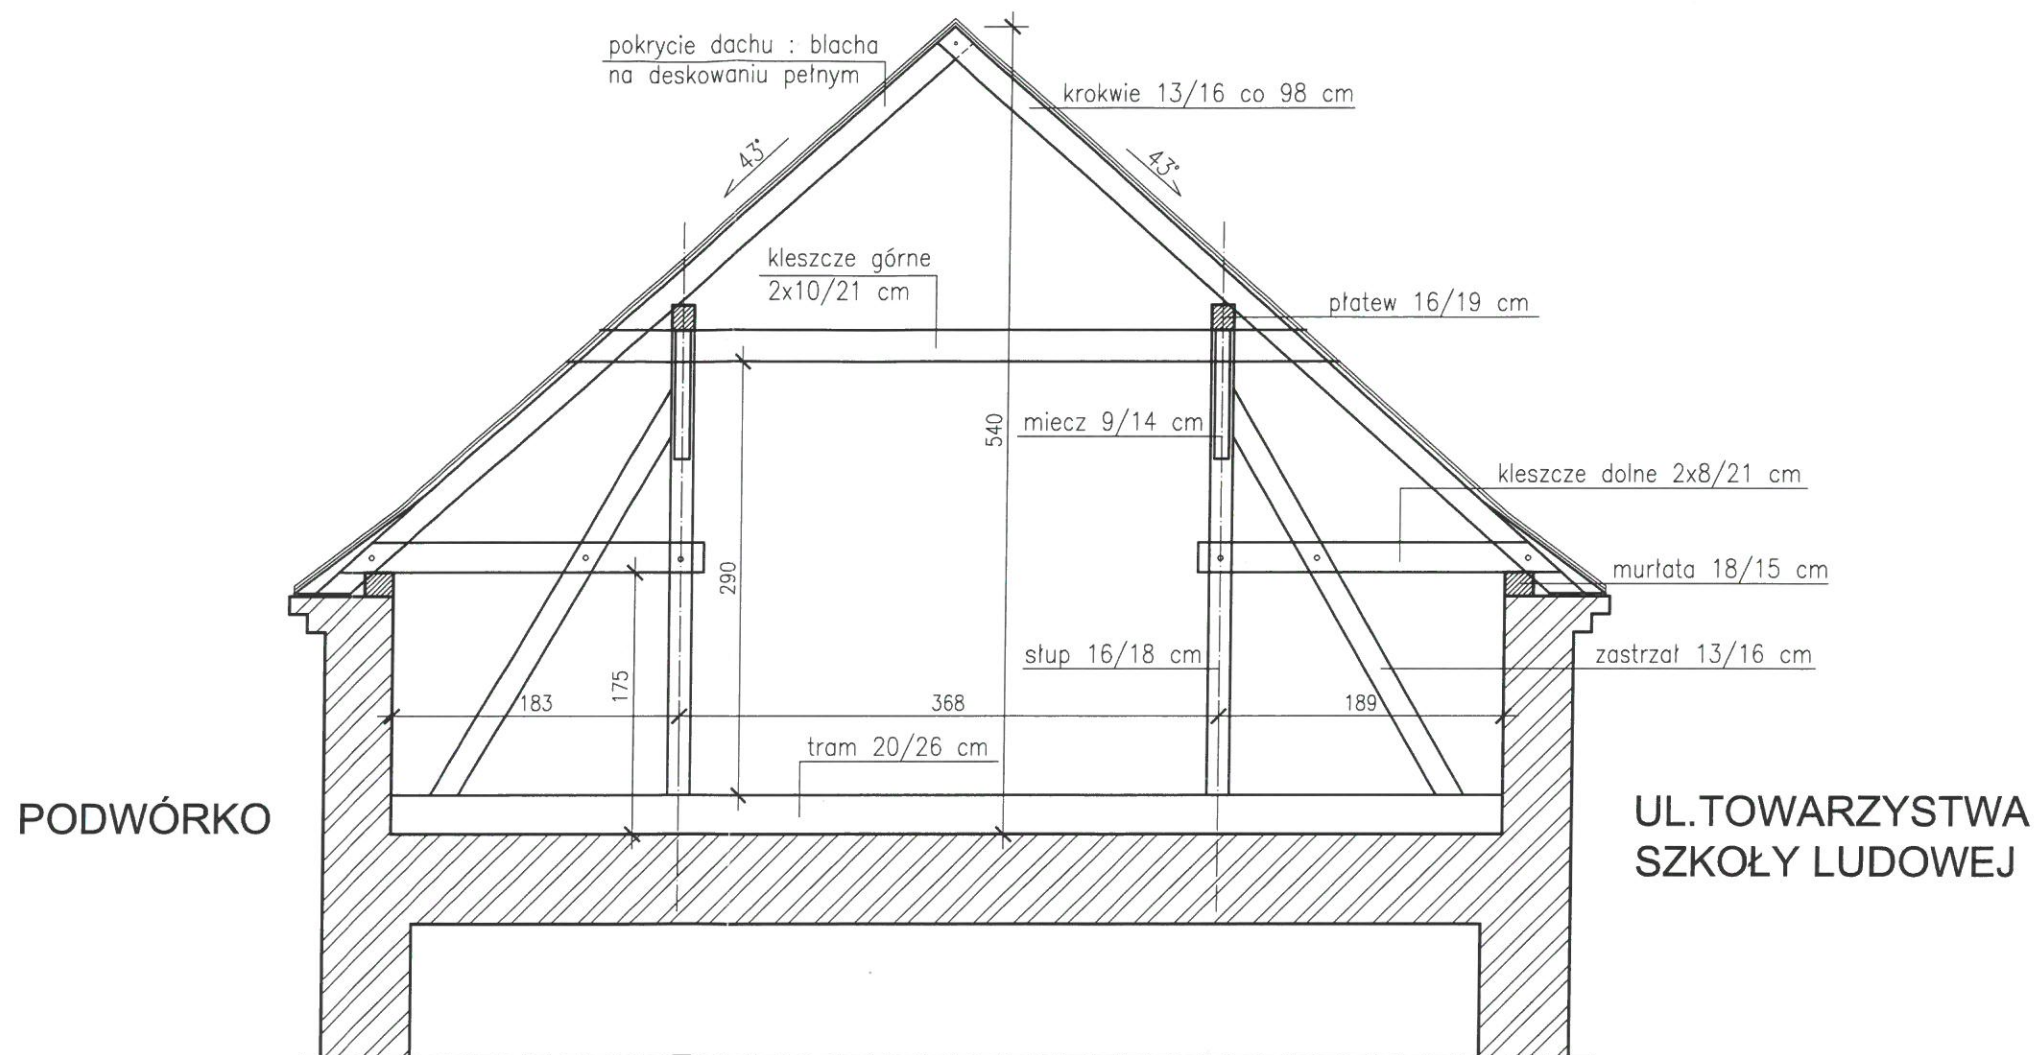 pokrycie dachu : blacha
na deskowaniu pełnym
krokwie 13/16 co 98 cm
43°
43°
kleszcze górne
2x10/21 cm
płatew 16/19 cm
540
miecz 9/14 cm
kleszcze dolne 2x8/21 cm
290
murłata 18/15 cm
175
słup 16/18 cm
zastrzał 13/16 cm
183
368
189
tram 20/26 cm
PODWÓRKO
UL.TOWARZYSTWA
SZKOŁY LUDOWEJ